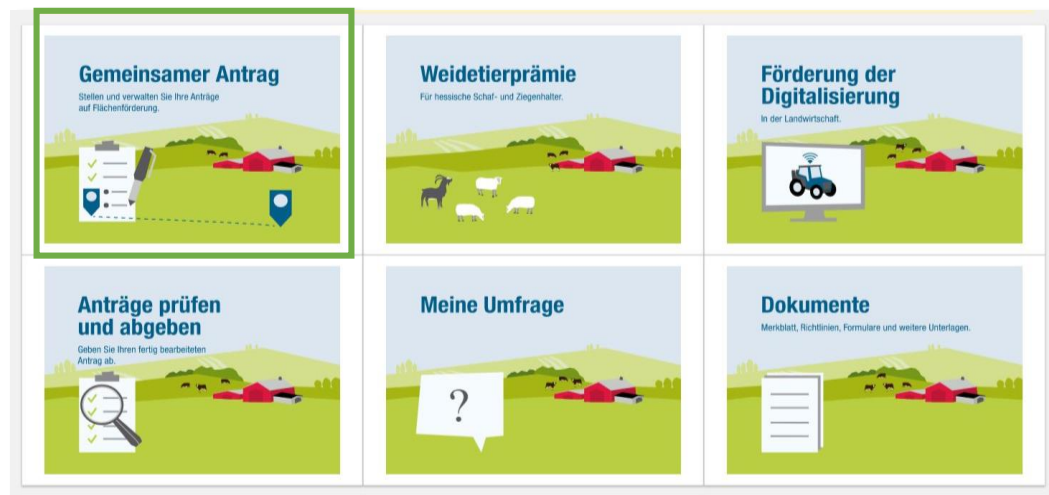 Gemeinsamer Antrag
Stellen und verwalten Sie Ihre Anträge
auf Flächenförderung.
Weidetierprämie
Für hessische Schaf- und Ziegenhalter.
Förderung der
Digitalisierung
In der Landwirtschaft.
Anträge prüfen
und abgeben
Geben Sie Ihren fertig bearbeiteten
Antrag ab.
Meine Umfrage
?
Dokumente
Merkblatt, Richtlinien, Formulare und weitere Unterlagen.